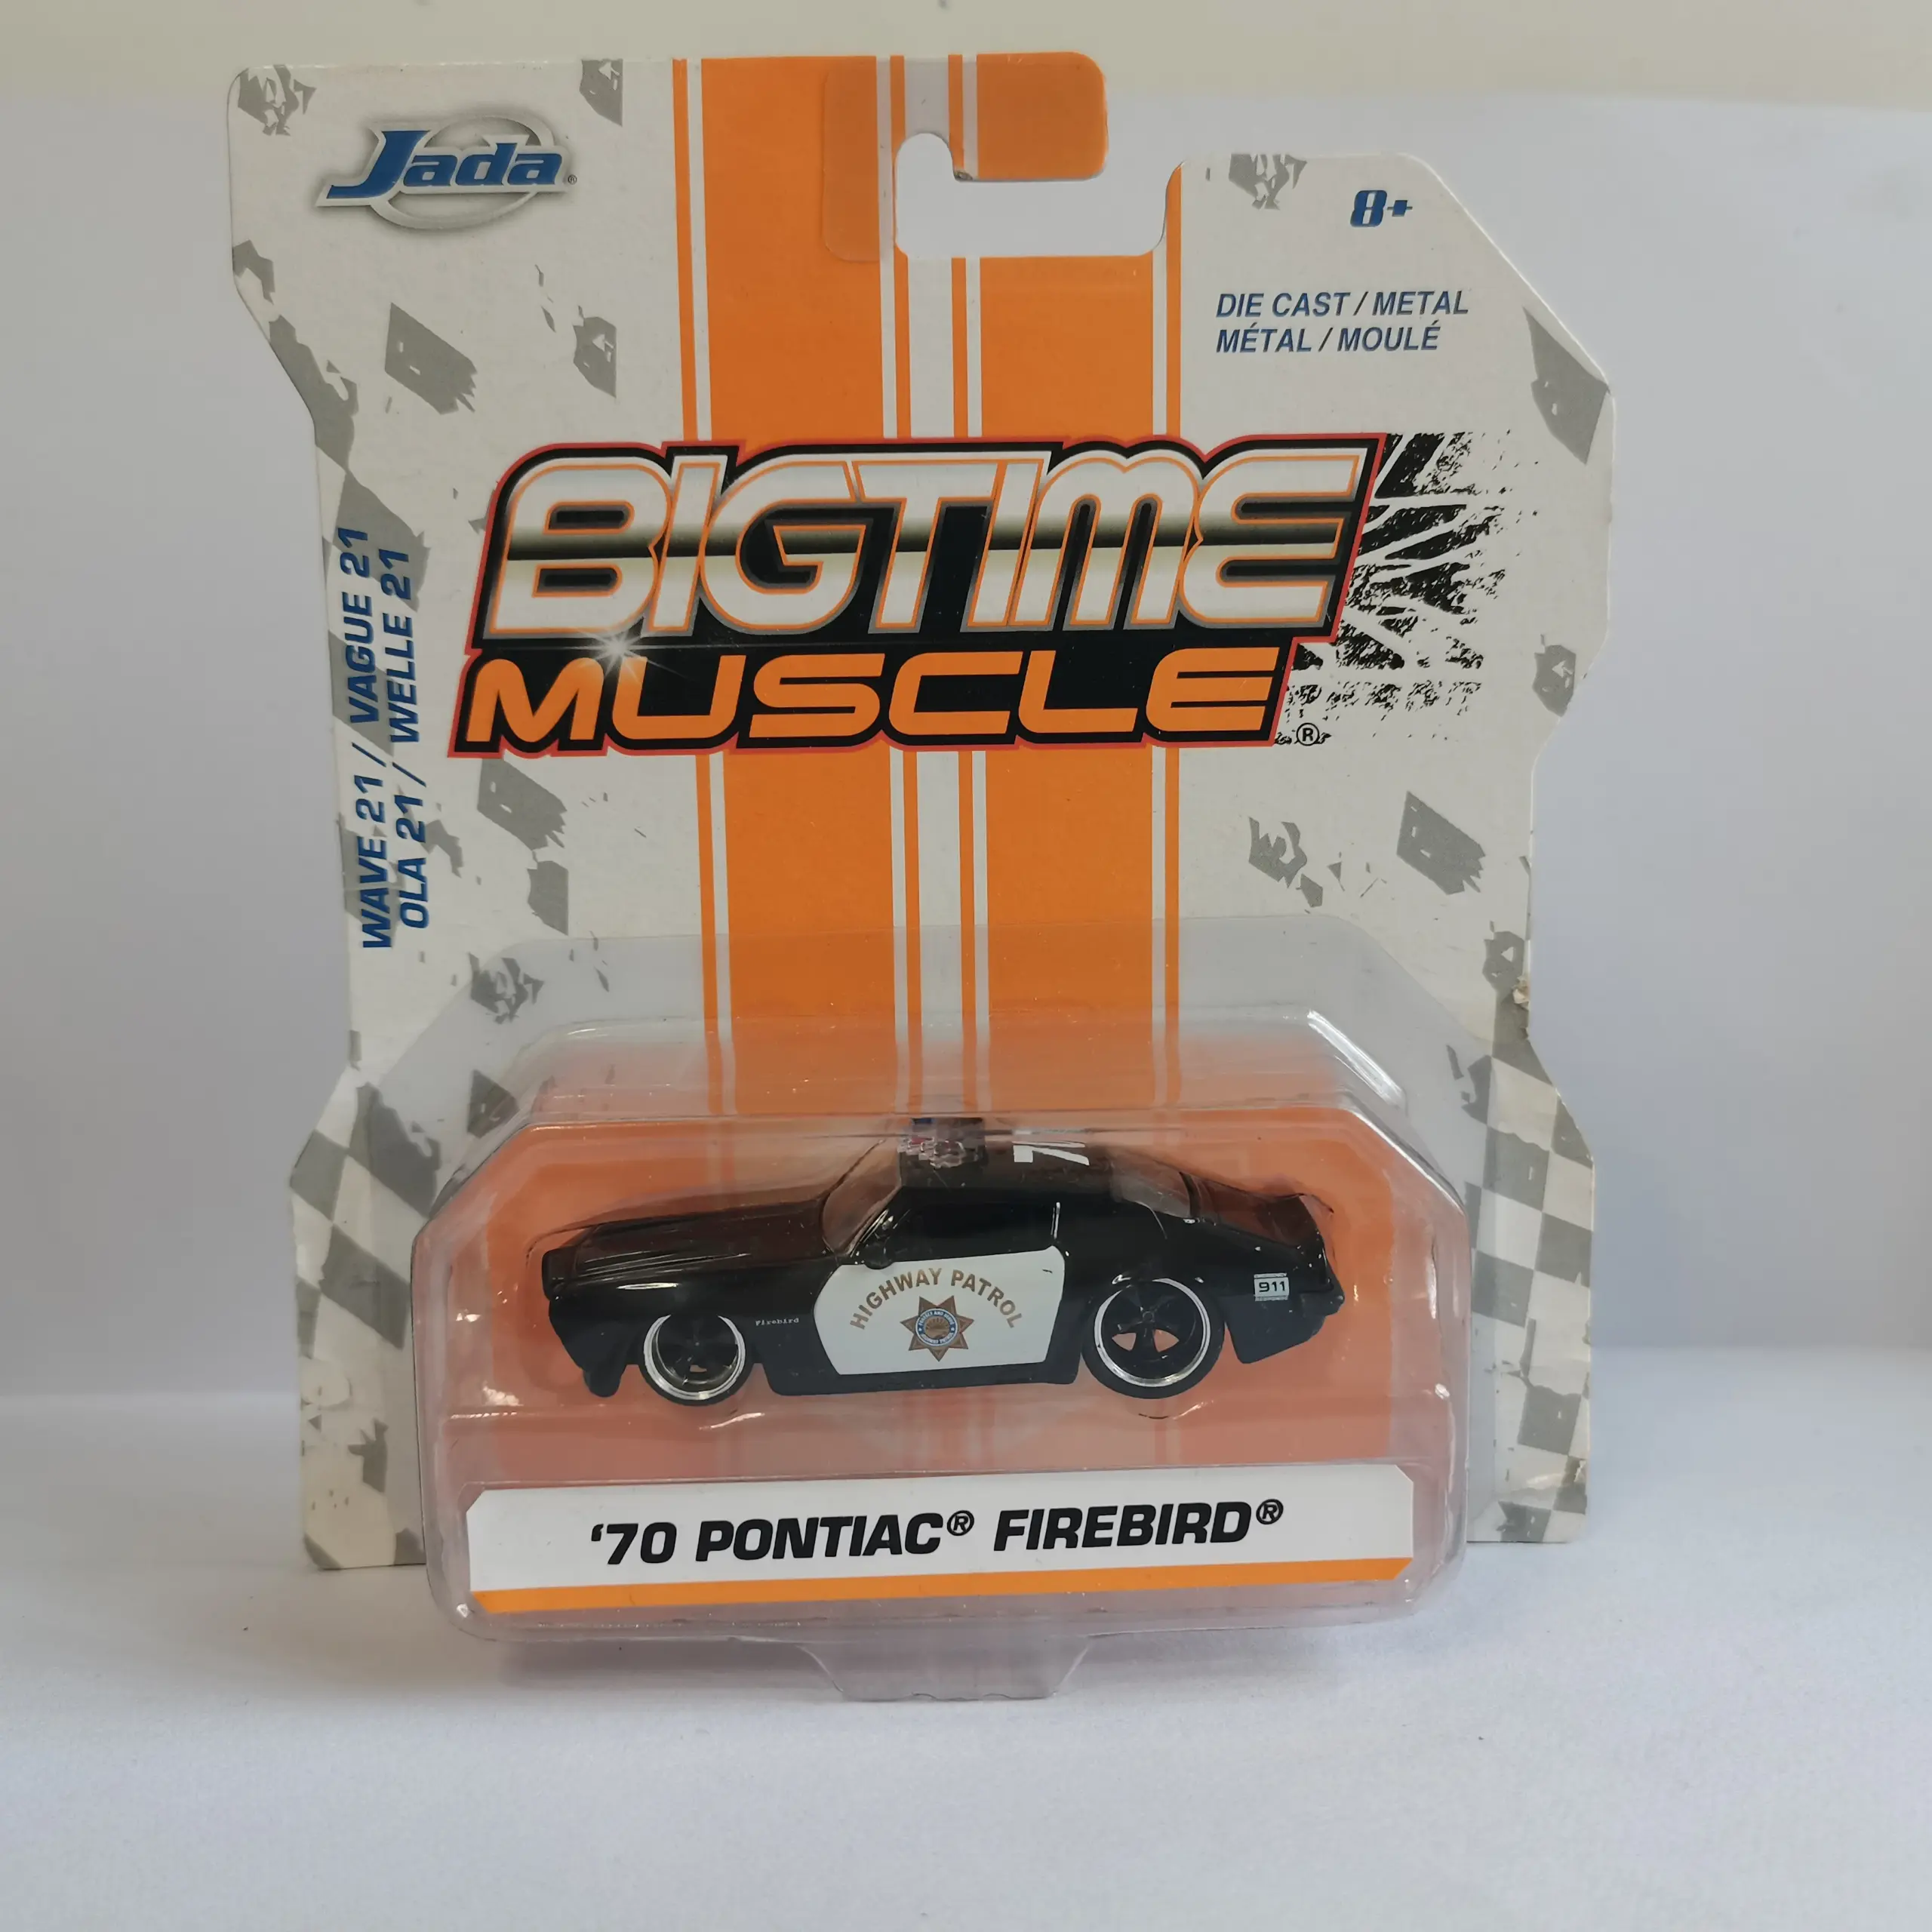 Jada®
8+
DIE CAST / METAL
MÉTAL / MOULÉ
BIGTIME
MUSCLE®
WAVE 21 / VAGUE 21
OLA 21 / WELLE 21
HIGHWAY PATROL
Firebird
911
'70 PONTIAC® FIREBIRD®